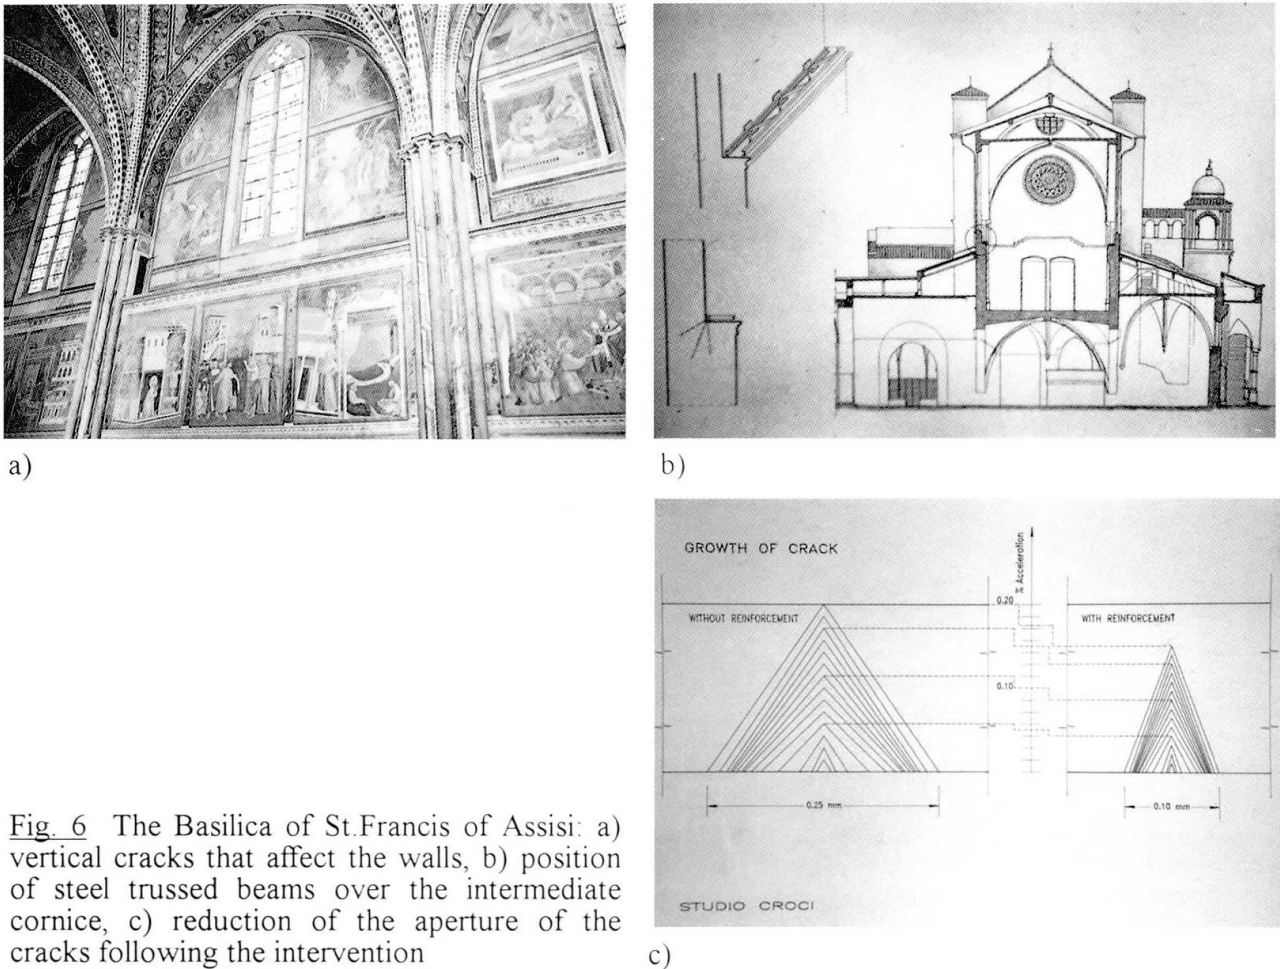 a)
b)
GROWTH OF CRACK
% Acceleration
0.20
WITHOUT REINFORCEMENT
WITH REINFORCEMENT
0.10
0.25 mm
0.10 mm
STUDIO CROCI
c)
Fig. 6 The Basilica of St.Francis of Assisi: a)
vertical cracks that affect the walls, b) position
of steel trussed beams over the intermediate
cornice, c) reduction of the aperture of the
cracks following the intervention